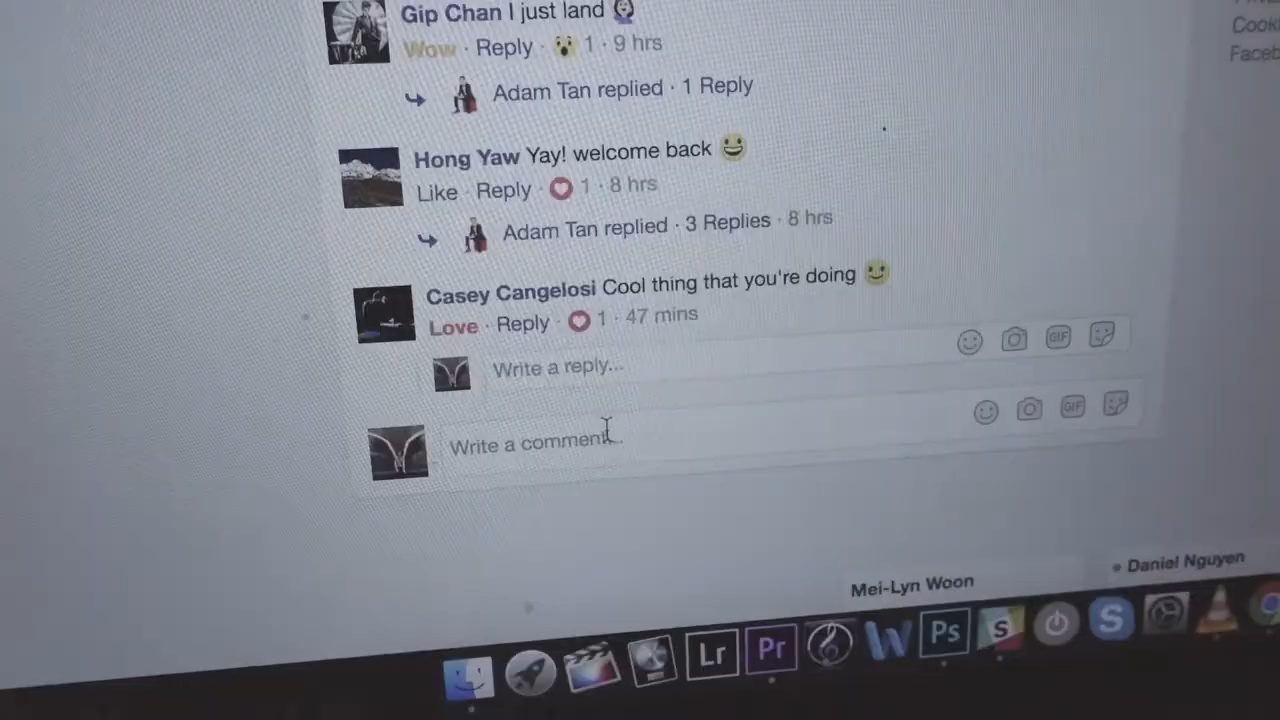 Gip Chan I just land
Wow · Reply · 1 · 9 hrs
Adam Tan replied · 1 Reply
Hong Yaw Yay! welcome back
Like · Reply · 1 · 8 hrs
Adam Tan replied · 3 Replies · 8 hrs
Casey Cangelosi Cool thing that you're doing
Love · Reply · 1 · 47 mins
Write a reply...
GIF
Write a comment...
GIF
Mei-Lyn Woon
Daniel Nguyen
Lr
Pr
W
Ps
S
S